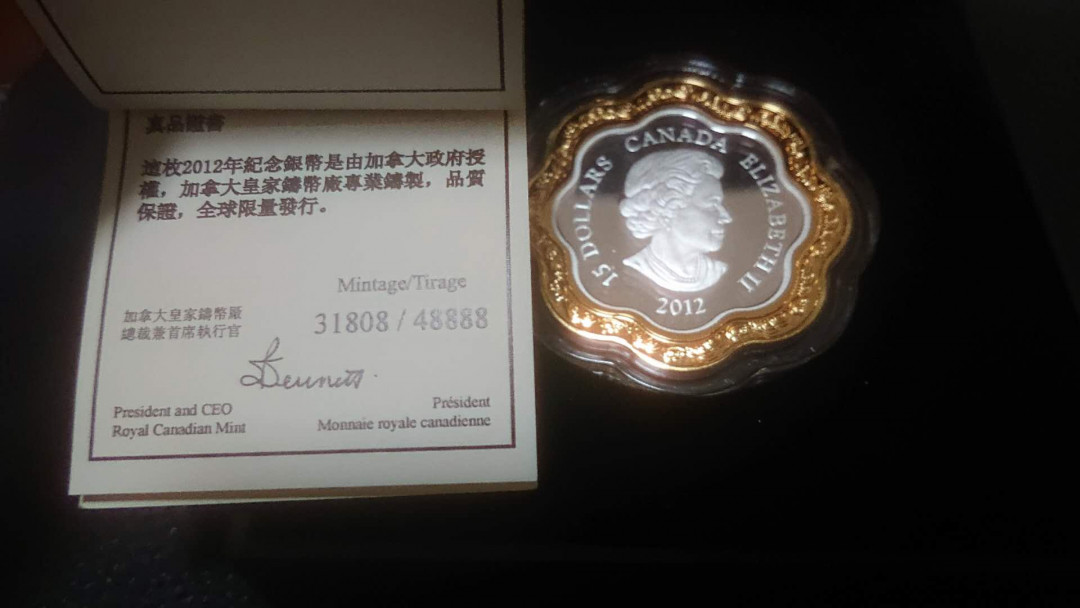 真品證書
這枚2012年紀念銀幣是由加拿大政府授
權，加拿大皇家鑄幣廠專業鑄製，品質
保證，全球限量發行。
Mintage/Tirage
31808 / 48888
加拿大皇家鑄幣廠
總裁兼首席執行官
Bennett
President and CEO
Royal Canadian Mint
Président
Monnaie royale canadienne
15 DOLLARS CANADA ELIZABETH II
2012